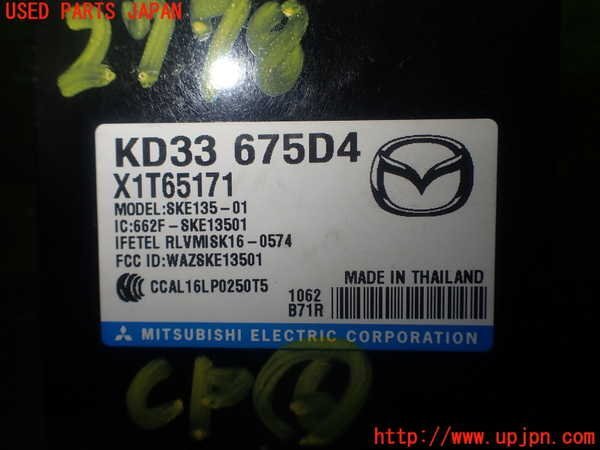 USED PARTS JAPAN
2778
KD33 675D4
X1T65171
MODEL:SKE135-01
IC:662F-SKE13501
IFETEL RLVMISK16-0574
FCC ID:WAZSKE13501
MADE IN THAILAND
CCAL16LP0250T5
1062
B71R
MITSUBISHI ELECTRIC CORPORATION
CP①
http://www.upjpn.com/